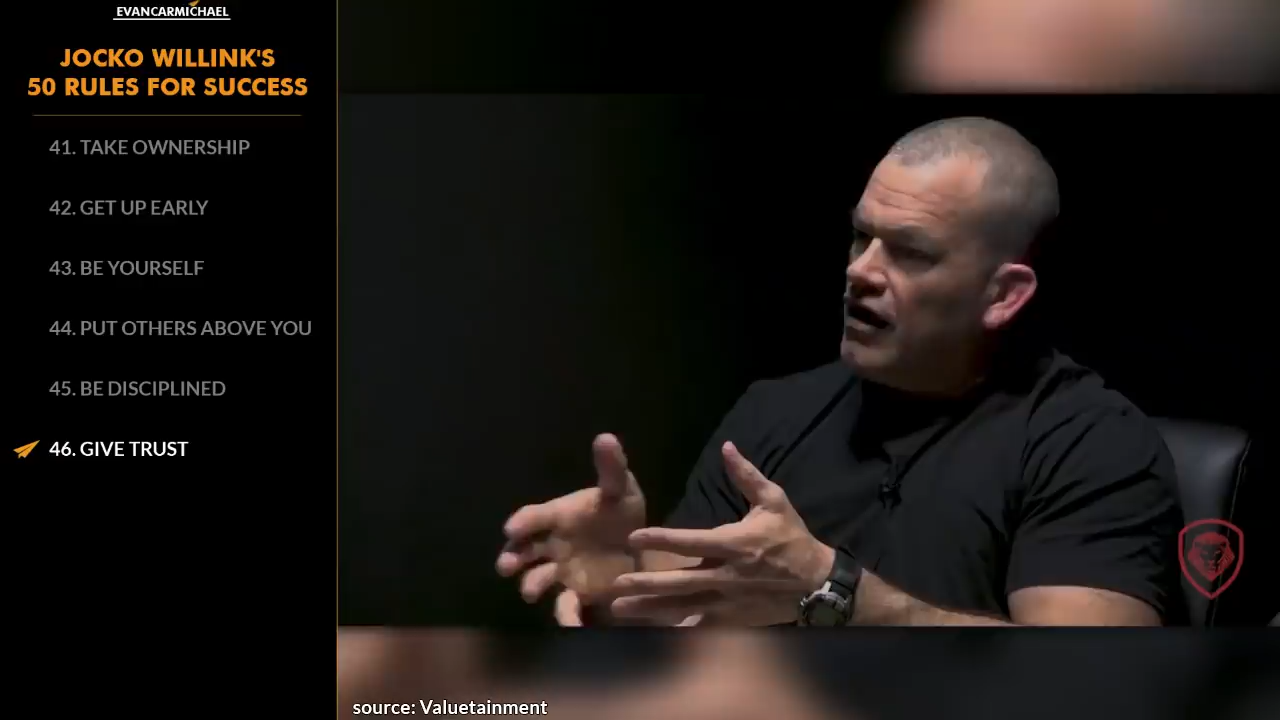 EVANCARMICHAEL
JOCKO WILLINK'S
50 RULES FOR SUCCESS
41. TAKE OWNERSHIP
42. GET UP EARLY
43. BE YOURSELF
44. PUT OTHERS ABOVE YOU
45. BE DISCIPLINED
46. GIVE TRUST
source: Valuetainment